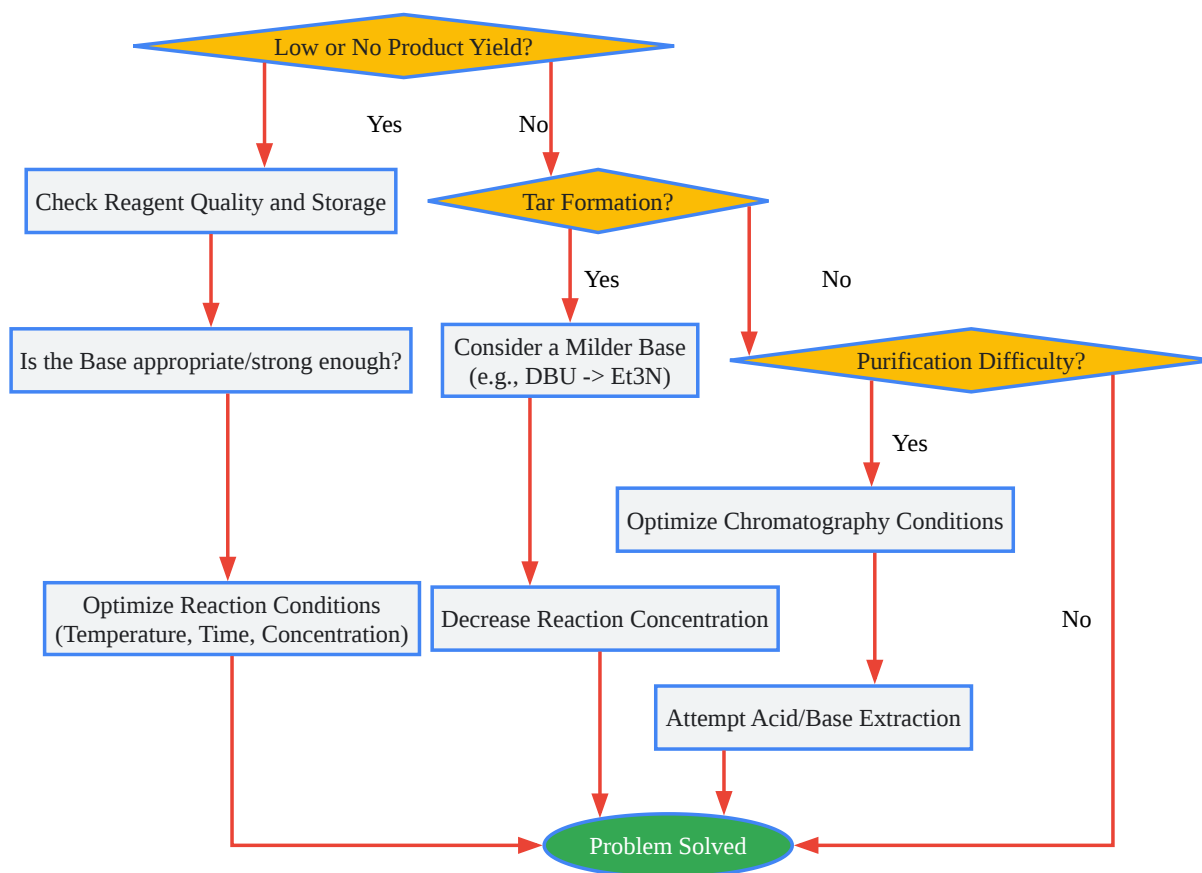 Low or No Product Yield?
Yes
No
Check Reagent Quality and Storage
Tar Formation?
Yes
No
Is the Base appropriate/strong enough?
Consider a Milder Base
(e.g., DBU -> Et3N)
Purification Difficulty?
Yes
No
Optimize Chromatography Conditions
Optimize Reaction Conditions
(Temperature, Time, Concentration)
Decrease Reaction Concentration
Attempt Acid/Base Extraction
Problem Solved